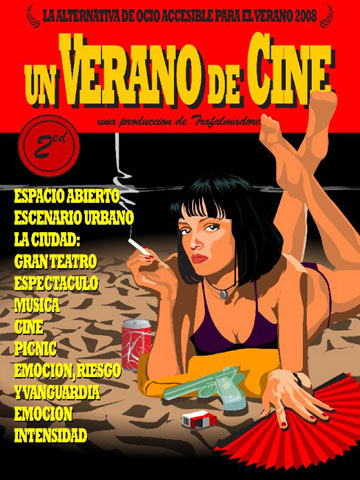 LA ALTERNATIVA DE OCIO ACCESIBLE PARA EL VERANO 2008
UN VERANO DE CINE
una produccion de Trafalmadore
2ed
ESPACIO ABIERTO
ESCENARIO URBANO
LA CIUDAD:
GRAN TEATRO
ESPECTACULO
MUSICA
CINE
PICNIC
EMOCION, RIESGO
Y VANGUARDIA
EMOCION
INTENSIDAD